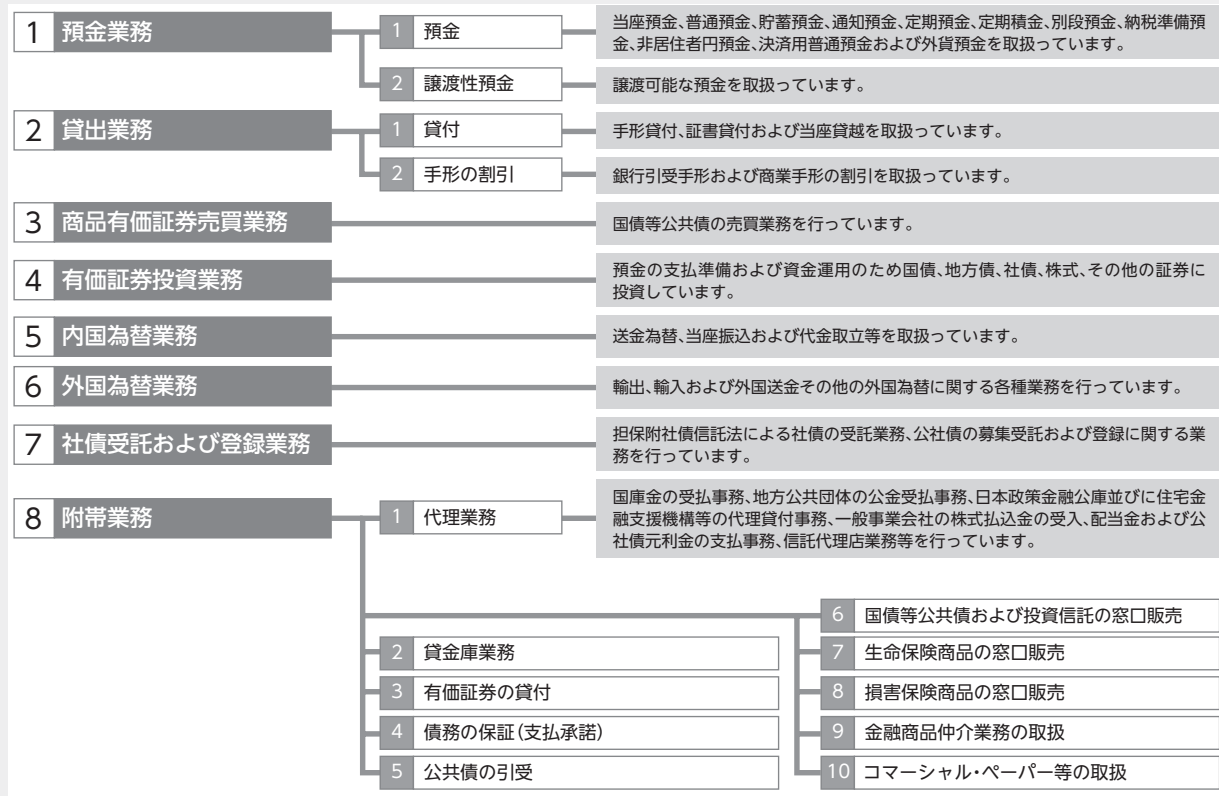 1 預金業務
1 預金
当座預金、普通預金、貯蓄預金、通知預金、定期預金、定期積金、別段預金、納税準備預
金、非居住者円預金、決済用普通預金および外貨預金を取扱っています。
2 譲渡性預金
譲渡可能な預金を取扱っています。
2 貸出業務
1 貸付
手形貸付、証書貸付および当座貸越を取扱っています。
2 手形の割引
銀行引受手形および商業手形の割引を取扱っています。
3 商品有価証券売買業務
国債等公共債の売買業務を行っています。
4 有価証券投資業務
預金の支払準備および資金運用のため国債、地方債、社債、株式、その他の証券に
投資しています。
5 内国為替業務
送金為替、当座振込および代金取立等を取扱っています。
6 外国為替業務
輸出、輸入および外国送金その他の外国為替に関する各種業務を行っています。
7 社債受託および登録業務
担保附社債信託法による社債の受託業務、公社債の募集受託および登録に関する業
務を行っています。
8 附帯業務
1 代理業務
国庫金の受払事務、地方公共団体の公金受払事務、日本政策金融公庫並びに住宅金
融支援機構等の代理貸付事務、一般事業会社の株式払込金の受入、配当金および公
社債元利金の支払事務、信託代理店業務等を行っています。
2 貸金庫業務
3 有価証券の貸付
4 債務の保証(支払承諾)
5 公共債の引受
6 国債等公共債および投資信託の窓口販売
7 生命保険商品の窓口販売
8 損害保険商品の窓口販売
9 金融商品仲介業務の取扱
10 コマーシャル・ペーパー等の取扱